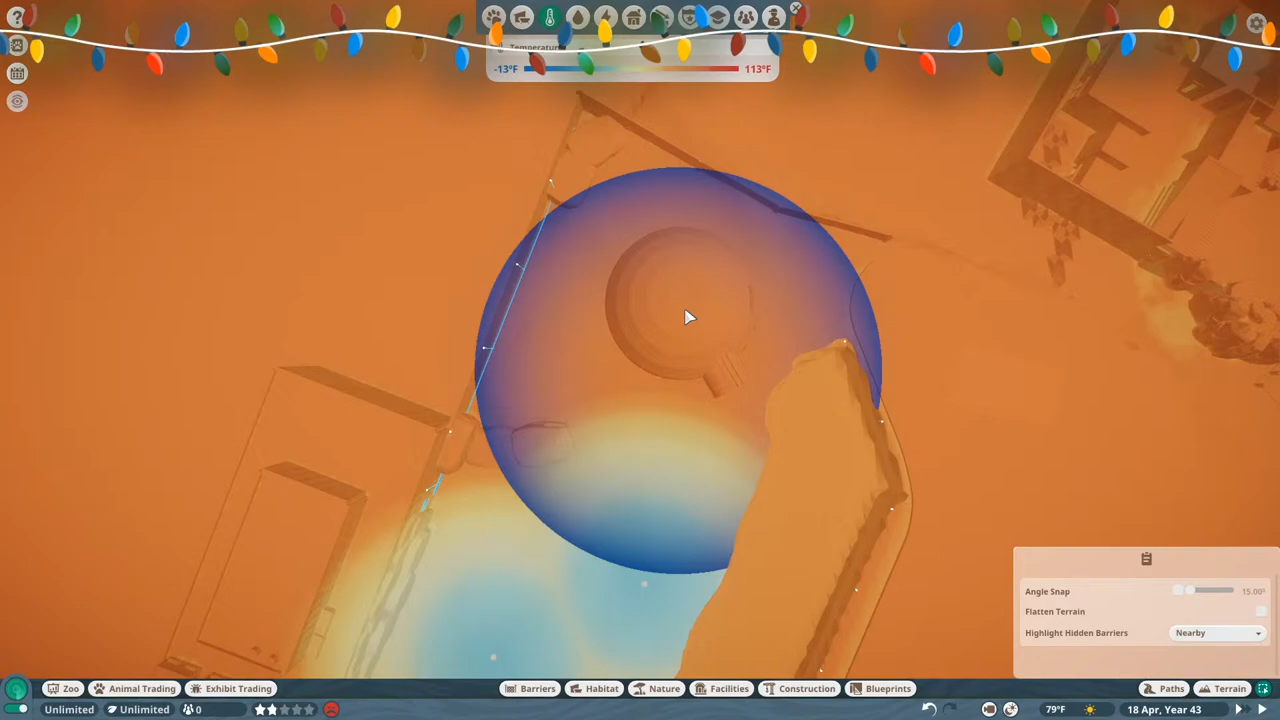 Temperature
-13°F 113°F
Angle Snap 15.00°
Flatten Terrain
Highlight Hidden Barriers Nearby
Zoo Animal Trading Exhibit Trading Barriers Habitat Nature Facilities Construction Blueprints Paths Terrain
Unlimited Unlimited 0 79°F 18 Apr, Year 43